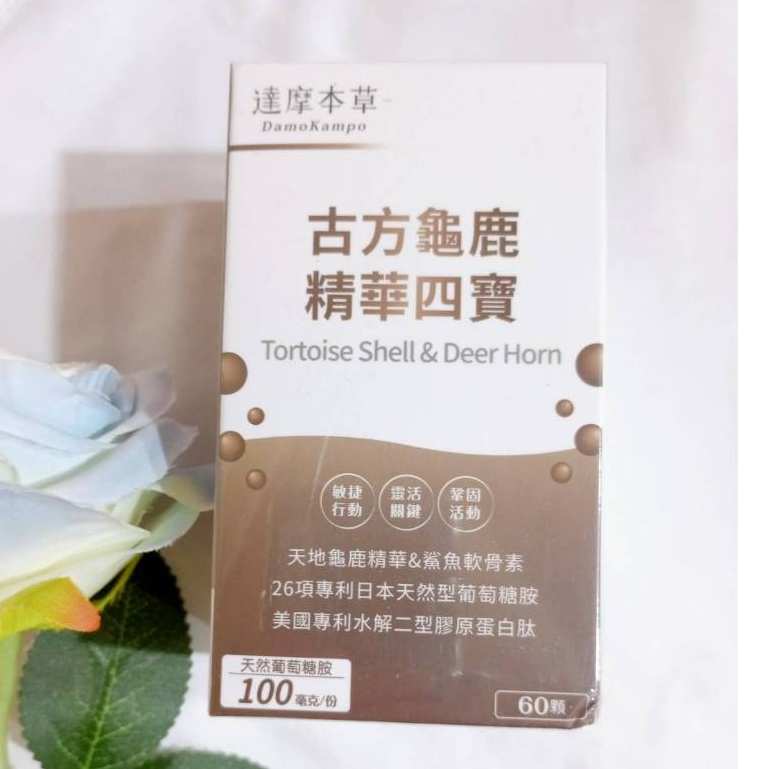 達摩本草
DamoKampo
古方龜鹿
精華四寶
Tortoise Shell & Deer Horn
敏捷
行動
靈活
關鍵
鞏固
活動
天地龜鹿精華&鯊魚軟骨素
26項專利日本天然型葡萄糖胺
美國專利水解二型膠原蛋白肽
天然葡萄糖胺
100毫克/份
60顆